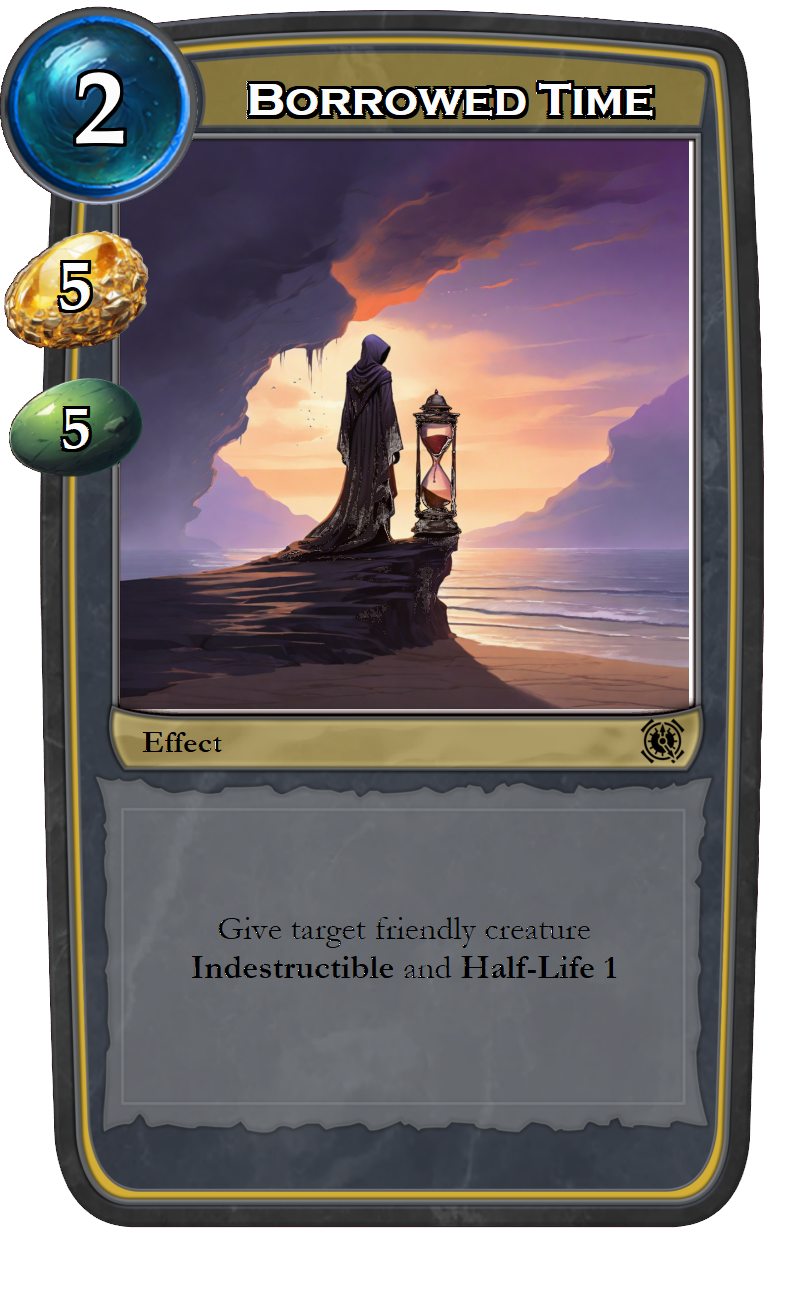 2
Borrowed Time
5
5
Effect
Give target friendly creature
Indestructible and Half-Life 1